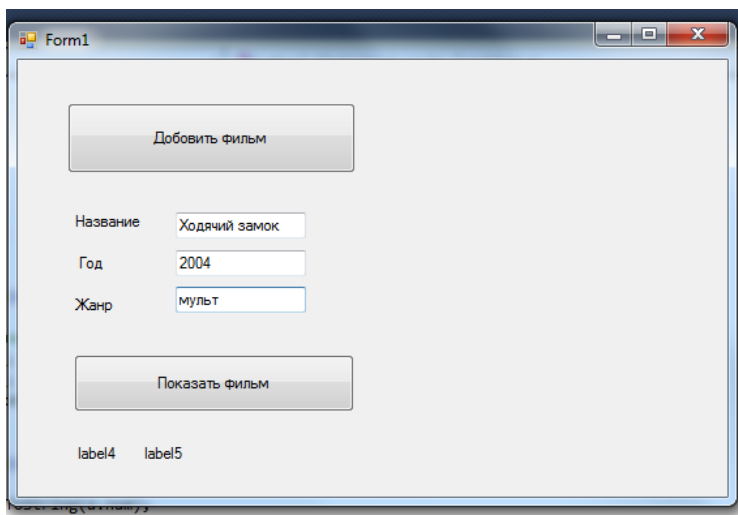 Form1
Добовить фильм
Название Ходячий замок
Год 2004
Жанр мульт
Показать фильм
label4 label5